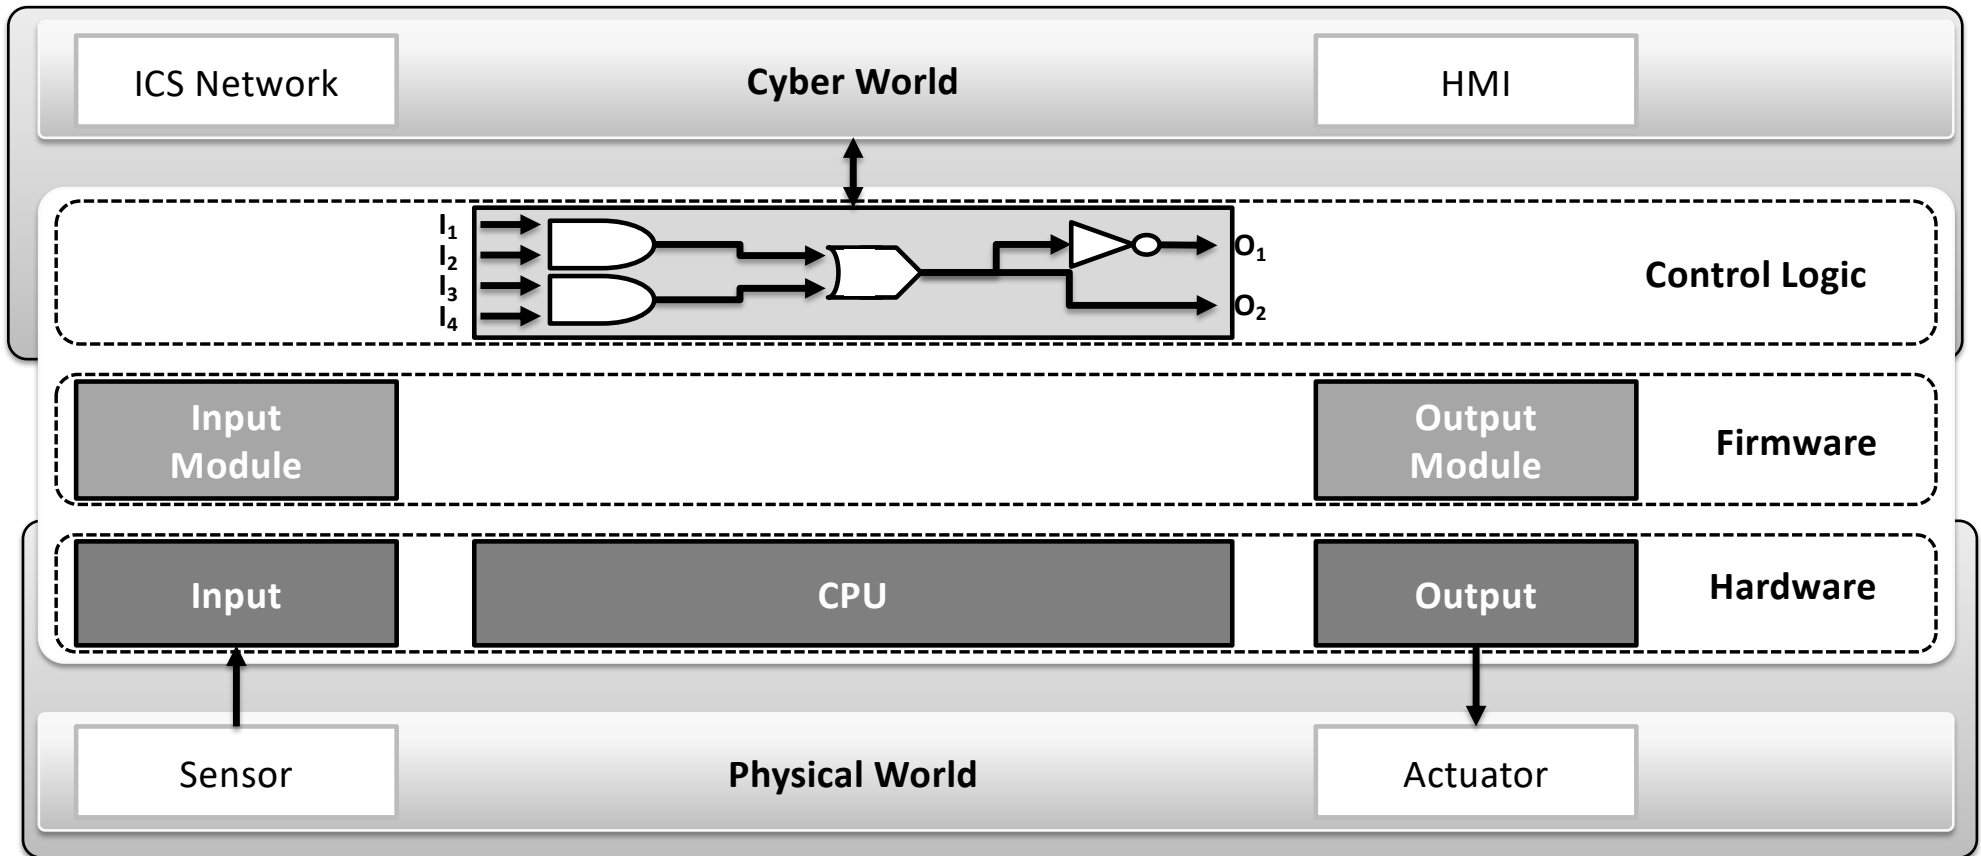 ICS Network
Cyber World
HMI
I₁
I₂
I₃
I₄
O₁
O₂
Control Logic
Input
Module
Output
Module
Firmware
Input
CPU
Output
Hardware
Sensor
Physical World
Actuator